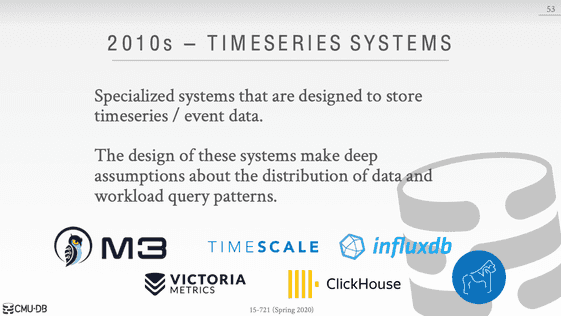 53
2010s – TIMESERIES SYSTEMS
Specialized systems that are designed to store
timeseries / event data.
The design of these systems make deep
assumptions about the distribution of data and
workload query patterns.
M3
TIMESCALE
influxdb
VICTORIA
METRICS
ClickHouse
CMU·DB
15-721 (Spring 2020)